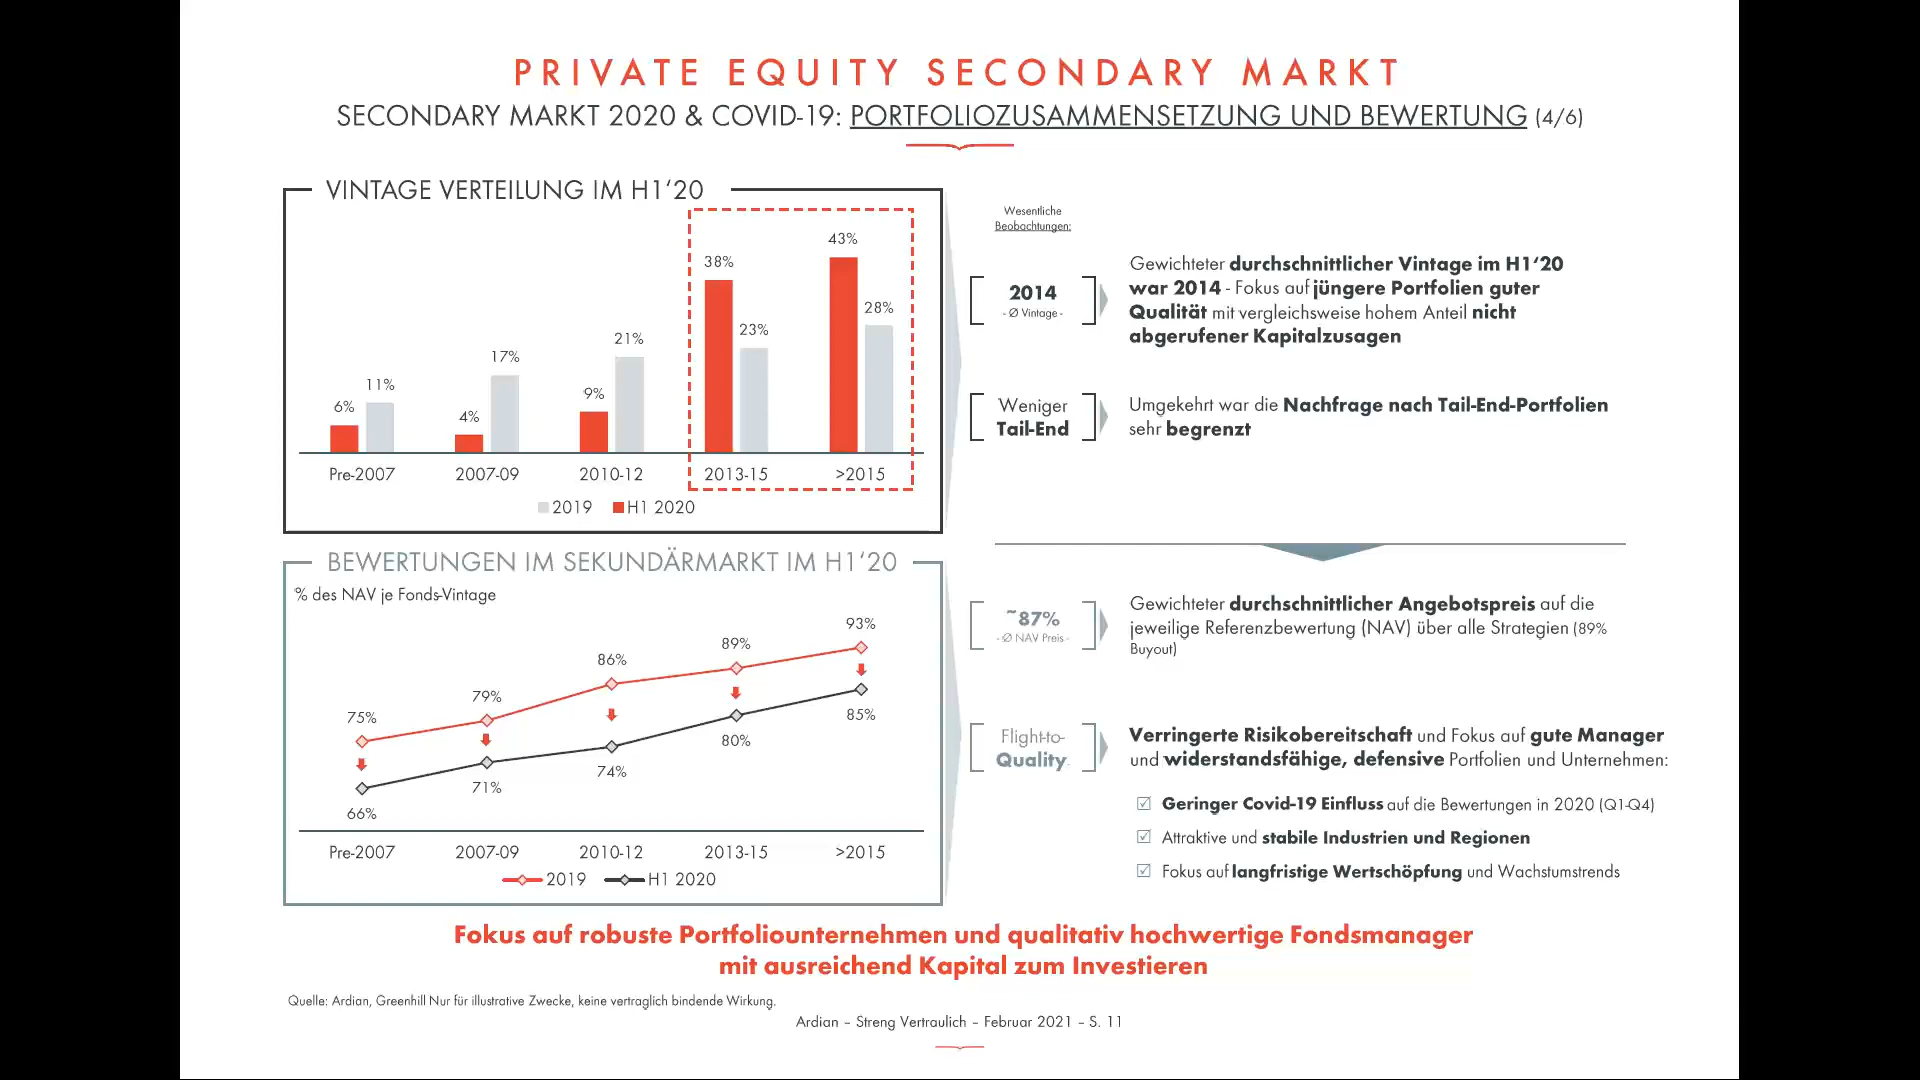 PRIVATE EQUITY SECONDARY MARKT
SECONDARY MARKT 2020 & COVID-19: PORTFOLIOZUSAMMENSETZUNG UND BEWERTUNG (4/6)
VINTAGE VERTEILUNG IM H1‘20
6% 11% 4% 17% 9% 21% 38% 23% 43% 28%
Pre-2007 2007-09 2010-12 2013-15 >2015
2019 H1 2020
Wesentliche
Beobachtungen:
2014
- Ø Vintage -
Gewichteter durchschnittlicher Vintage im H1‘20
war 2014 - Fokus auf jüngere Portfolien guter
Qualität mit vergleichsweise hohem Anteil nicht
abgerufener Kapitalzusagen
Weniger
Tail-End
Umgekehrt war die Nachfrage nach Tail-End-Portfolien
sehr begrenzt
BEWERTUNGEN IM SEKUNDÄRMARKT IM H1‘20
% des NAV je Fonds-Vintage
75% 79% 86% 89% 93%
66% 71% 74% 80% 85%
Pre-2007 2007-09 2010-12 2013-15 >2015
2019 H1 2020
~87%
- Ø NAV Preis -
Gewichteter durchschnittlicher Angebotspreis auf die
jeweilige Referenzbewertung (NAV) über alle Strategien (89%
Buyout)
Flight-to-
Quality
Verringerte Risikobereitschaft und Fokus auf gute Manager
und widerstandsfähige, defensive Portfolien und Unternehmen:
☑ Geringer Covid-19 Einfluss auf die Bewertungen in 2020 (Q1-Q4)
☑ Attraktive und stabile Industrien und Regionen
☑ Fokus auf langfristige Wertschöpfung und Wachstumstrends
Fokus auf robuste Portfoliounternehmen und qualitativ hochwertige Fondsmanager
mit ausreichend Kapital zum Investieren
Quelle: Ardian, Greenhill Nur für illustrative Zwecke, keine vertraglich bindende Wirkung.
Ardian – Streng Vertraulich – Februar 2021 – S. 11